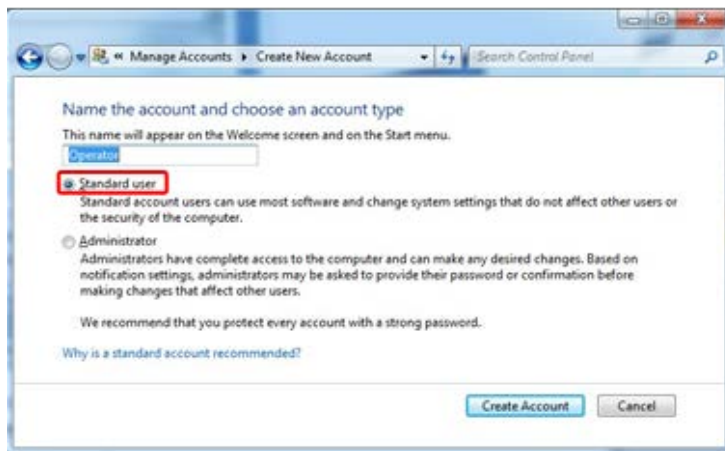 « Manage Accounts ▸ Create New Account
Search Control Panel
Name the account and choose an account type
This name will appear on the Welcome screen and on the Start menu.
Operator
Standard user
Standard account users can use most software and change system settings that do not affect other users or
the security of the computer.
Administrator
Administrators have complete access to the computer and can make any desired changes. Based on
notification settings, administrators may be asked to provide their password or confirmation before
making changes that affect other users.
We recommend that you protect every account with a strong password.
Why is a standard account recommended?
Create Account
Cancel